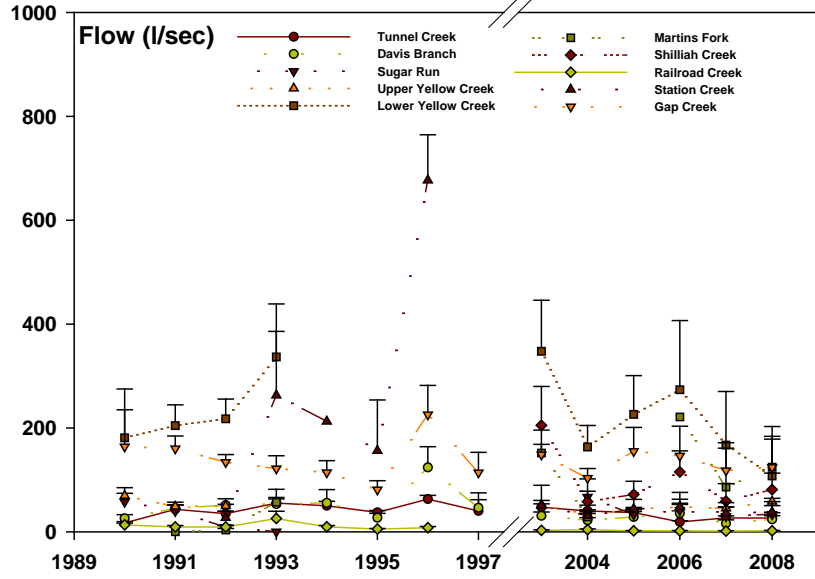 1000
Flow (l/sec)
Tunnel Creek
Davis Branch
Sugar Run
Upper Yellow Creek
Lower Yellow Creek
Martins Fork
Shilliah Creek
Railroad Creek
Station Creek
Gap Creek
800
600
400
200
0
1989 1991 1993 1995 1997 2004 2006 2008